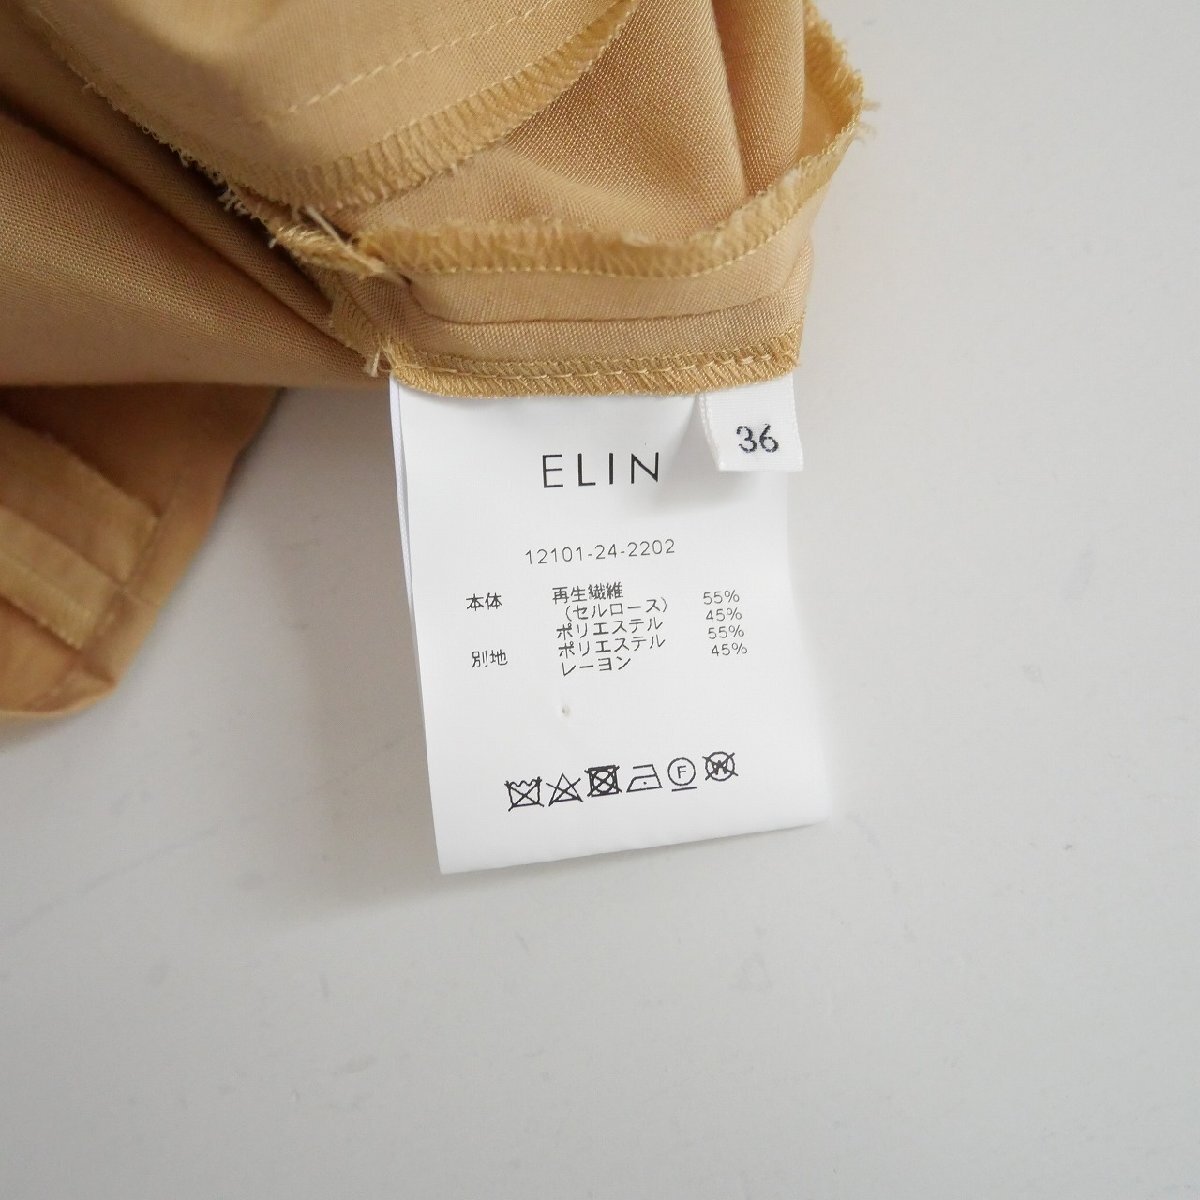 36
ELIN
12101-24-2202
本体 再生繊維 55%
(セルロース)
ポリエステル 45%
別地 ポリエステル 55%
レーヨン 45%
F
W